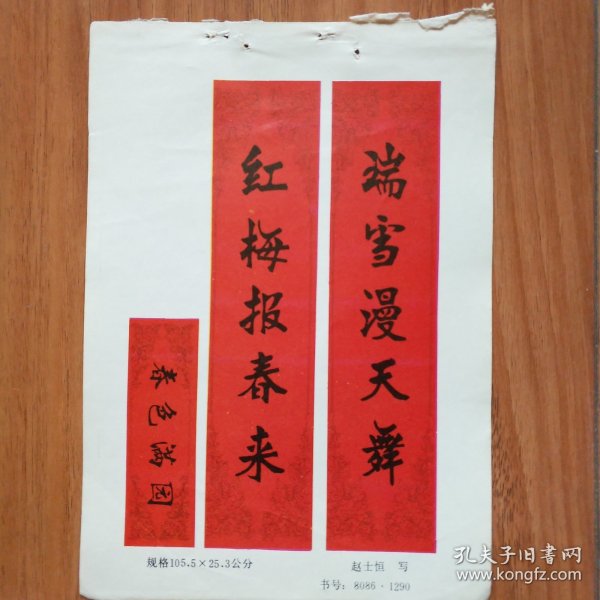 瑞雪漫天舞
红梅报春来
春色满园
规格105.5×25.3公分
赵士恒 写
书号：8086·1290
孔夫子旧书网
www.kongfz.com